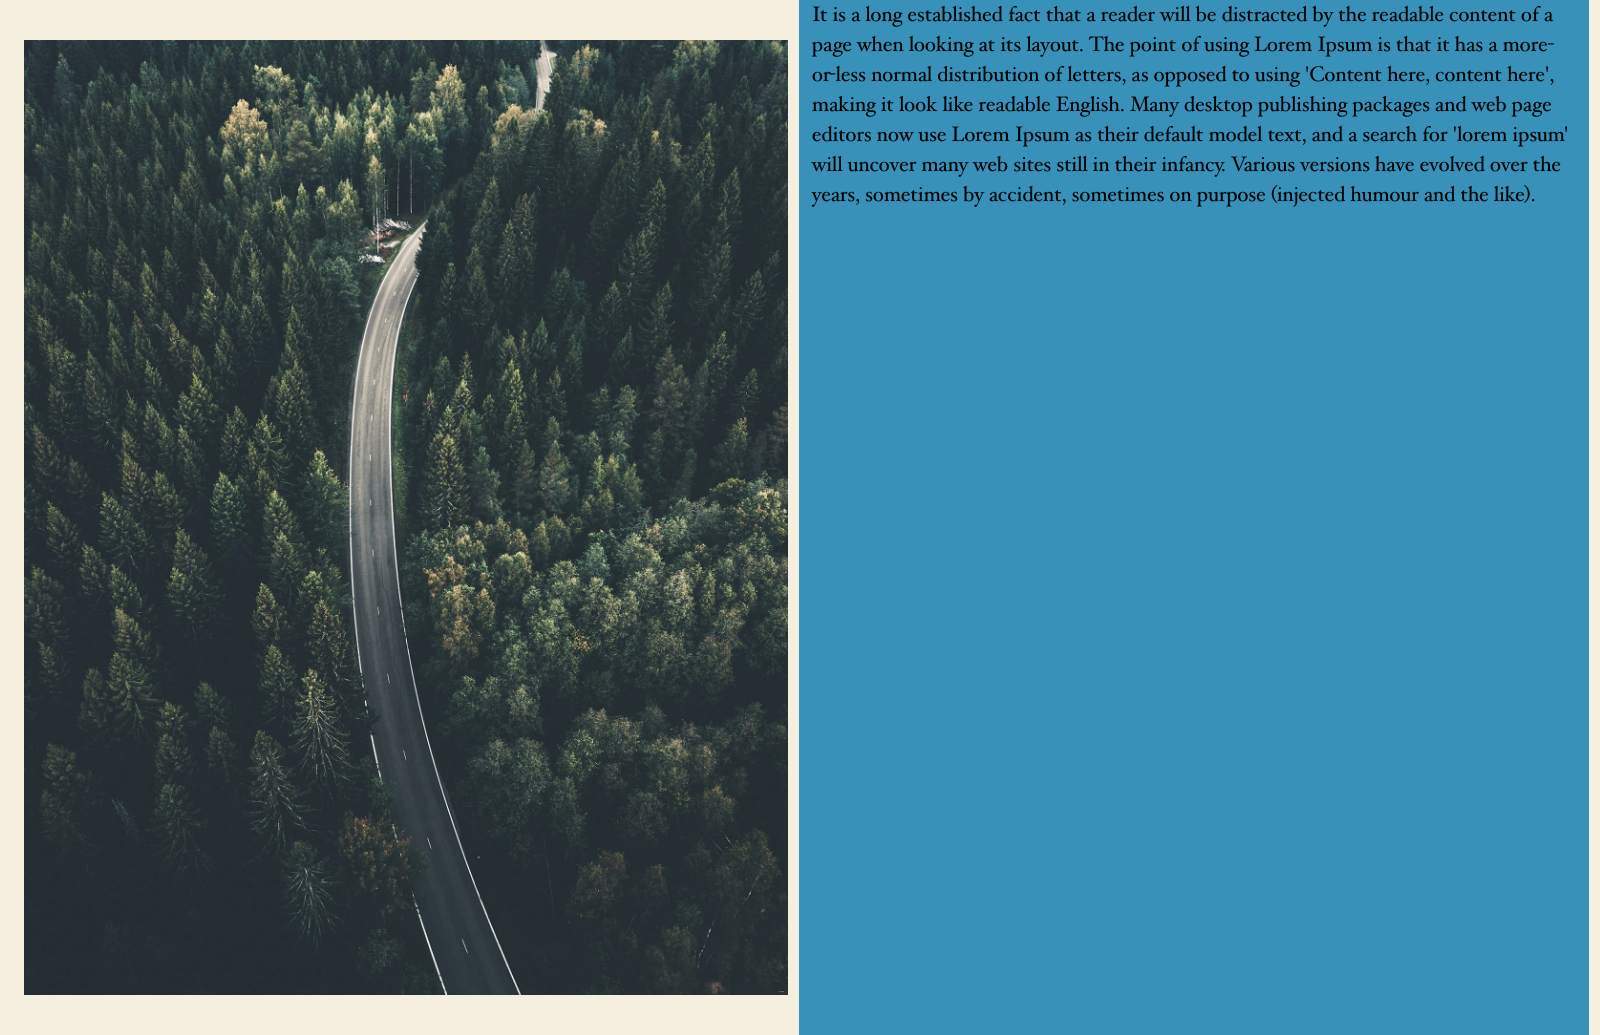 It is a long established fact that a reader will be distracted by the readable content of a
page when looking at its layout. The point of using Lorem Ipsum is that it has a more-
or-less normal distribution of letters, as opposed to using 'Content here, content here',
making it look like readable English. Many desktop publishing packages and web page
editors now use Lorem Ipsum as their default model text, and a search for 'lorem ipsum'
will uncover many web sites still in their infancy. Various versions have evolved over the
years, sometimes by accident, sometimes on purpose (injected humour and the like).